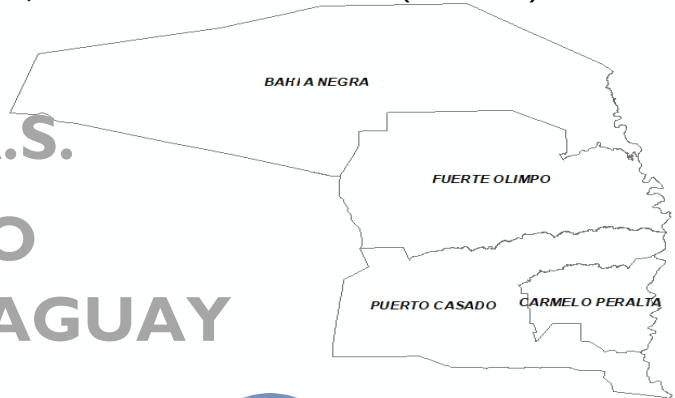 BAHIA NEGRA
.S.
FUERTE OLIMPO
O
PUERTO CASADO
CARMELO PERALTA
AGUAY